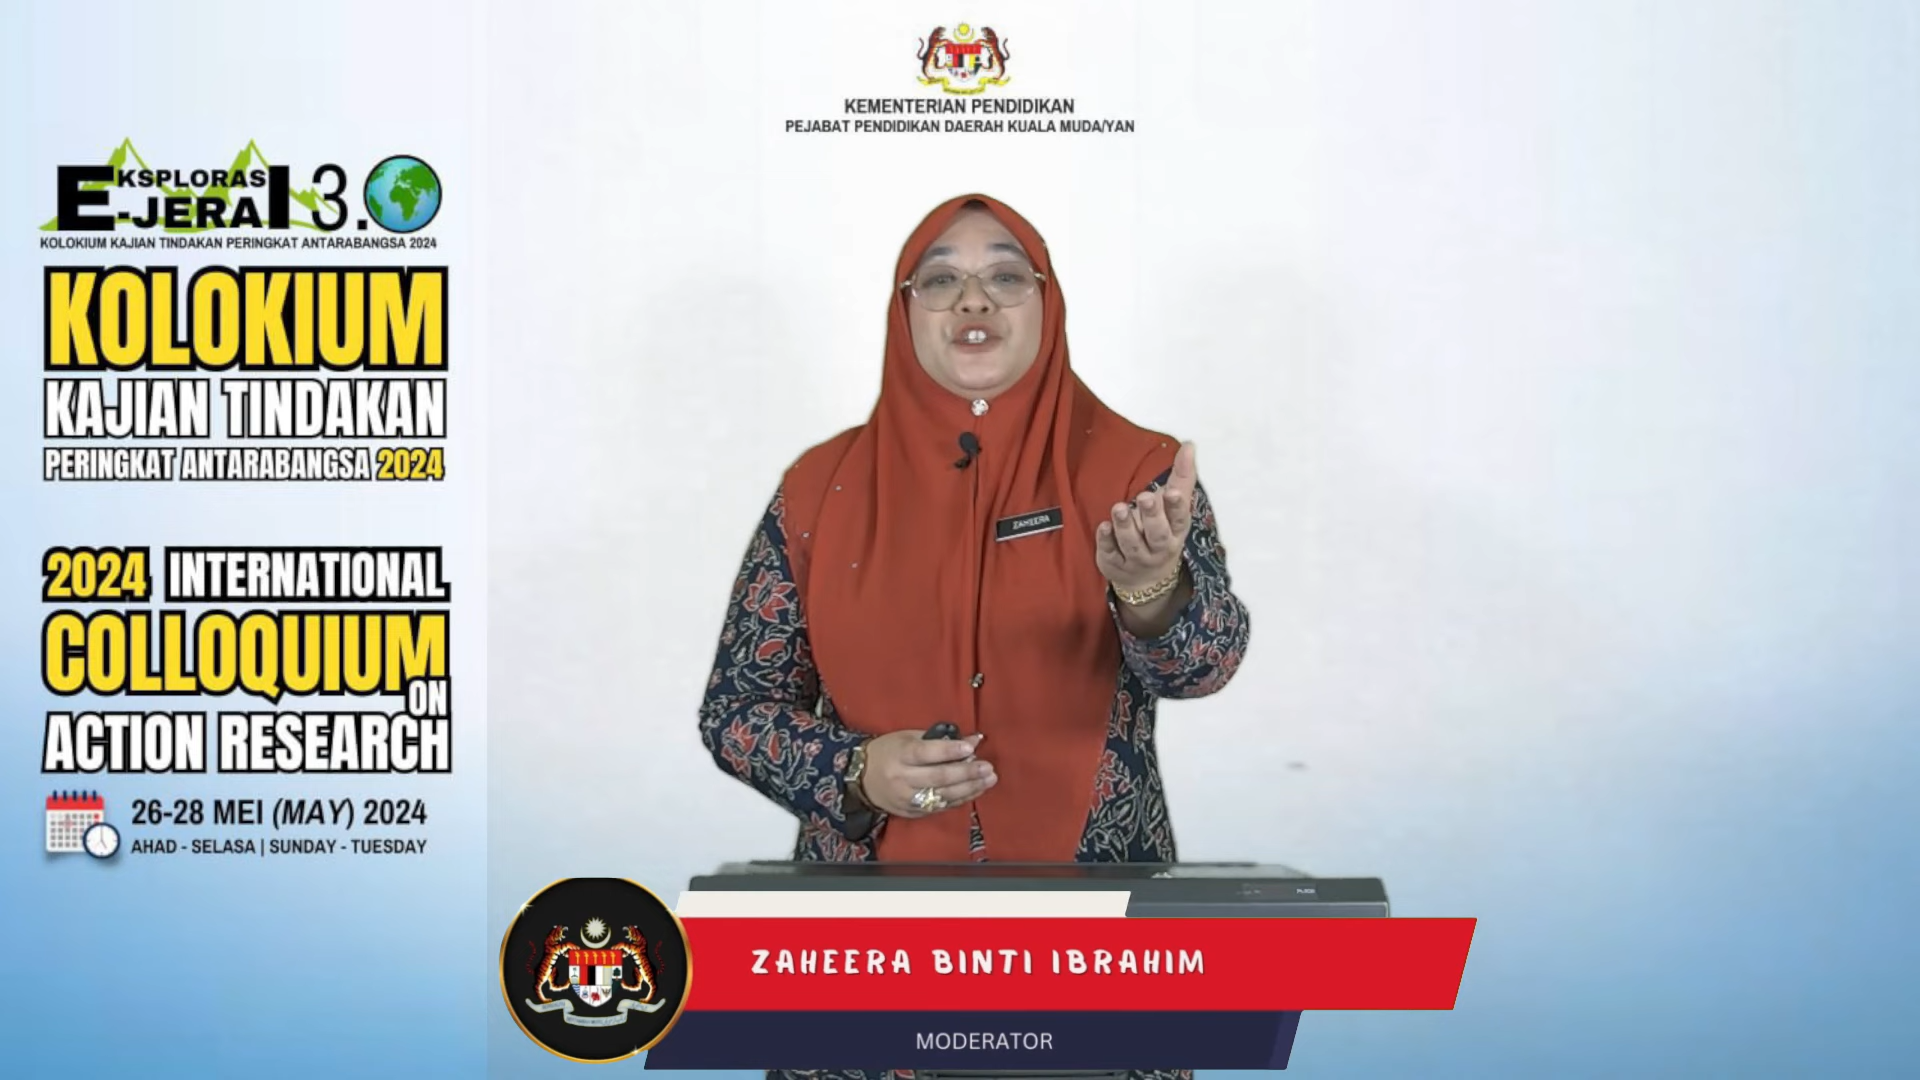 KEMENTERIAN PENDIDIKAN
PEJABAT PENDIDIKAN DAERAH KUALA MUDA/YAN
EKSPLORASI
E-JERAI 3.0
KOLOKIUM KAJIAN TINDAKAN PERINGKAT ANTARABANGSA 2024
KOLOKIUM
KAJIAN TINDAKAN
PERINGKAT ANTARABANGSA 2024
2024 INTERNATIONAL
COLLOQUIUM
ON
ACTION RESEARCH
26-28 MEI (MAY) 2024
AHAD - SELASA | SUNDAY - TUESDAY
ZAHEERA
ZAHEERA BINTI IBRAHIM
MODERATOR